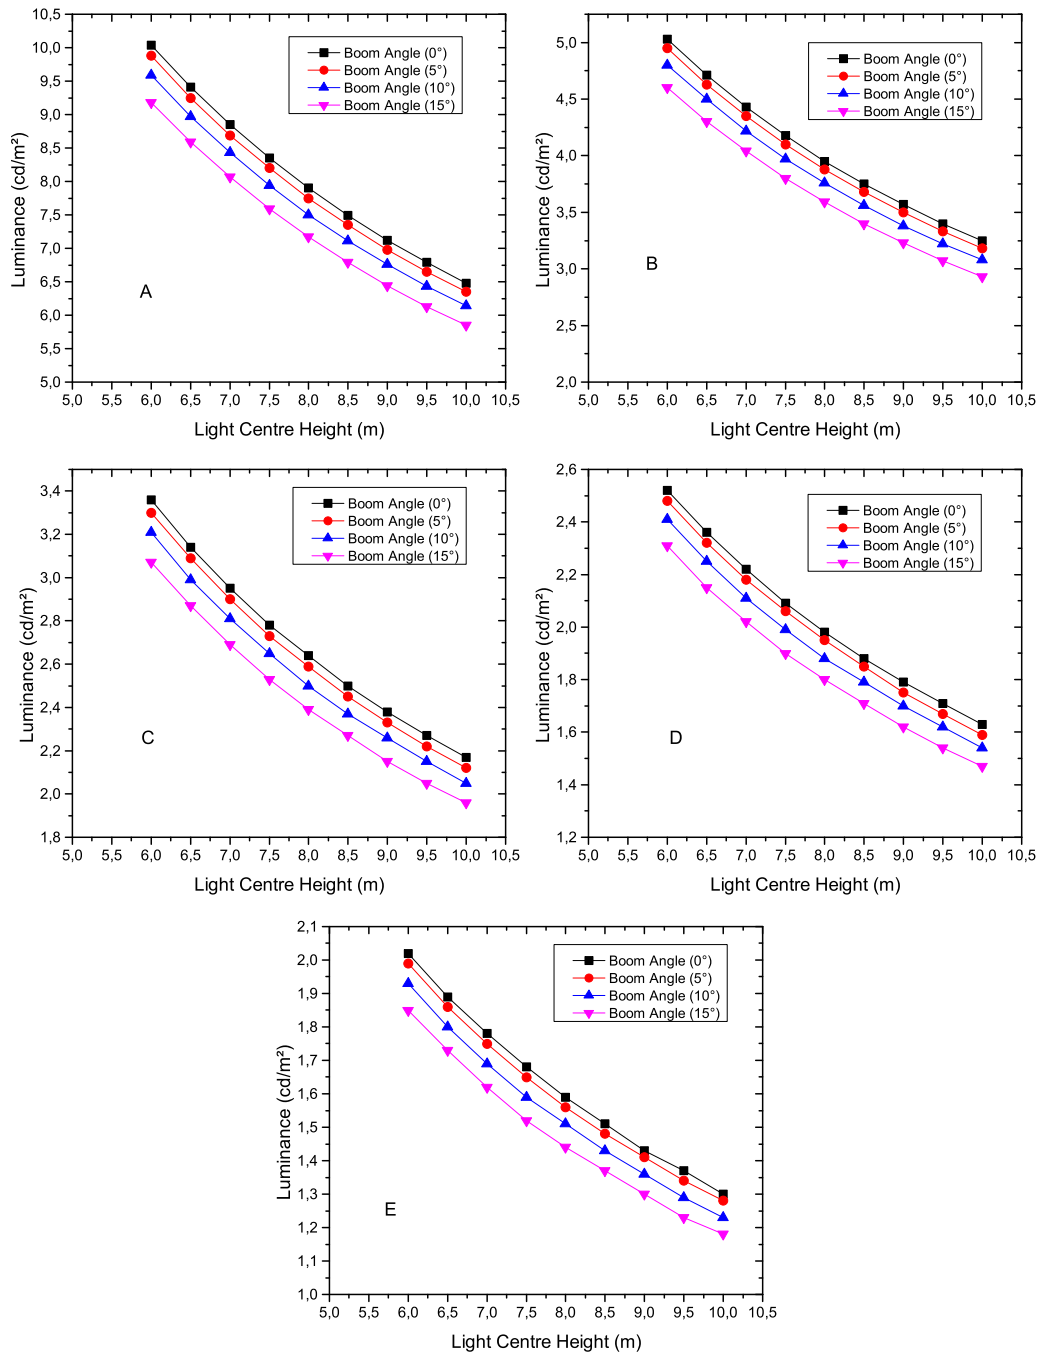 10,5
10,0
9,5
9,0
8,5
8,0
7,5
7,0
6,5
6,0
5,5
5,0
Luminance (cd/m²)
Boom Angle (0°)
Boom Angle (5°)
Boom Angle (10°)
Boom Angle (15°)
A
5,0 5,5 6,0 6,5 7,0 7,5 8,0 8,5 9,0 9,5 10,0 10,5
Light Centre Height (m)
5,0
4,5
4,0
3,5
3,0
2,5
2,0
Luminance (cd/m²)
Boom Angle (0°)
Boom Angle (5°)
Boom Angle (10°)
Boom Angle (15°)
B
5,0 5,5 6,0 6,5 7,0 7,5 8,0 8,5 9,0 9,5 10,0 10,5
Light Centre Height (m)
3,4
3,2
3,0
2,8
2,6
2,4
2,2
2,0
1,8
Luminance (cd/m²)
Boom Angle (0°)
Boom Angle (5°)
Boom Angle (10°)
Boom Angle (15°)
C
5,0 5,5 6,0 6,5 7,0 7,5 8,0 8,5 9,0 9,5 10,0 10,5
Light Centre Height (m)
2,6
2,4
2,2
2,0
1,8
1,6
1,4
1,2
Luminance (cd/m²)
Boom Angle (0°)
Boom Angle (5°)
Boom Angle (10°)
Boom Angle (15°)
D
5,0 5,5 6,0 6,5 7,0 7,5 8,0 8,5 9,0 9,5 10,0 10,5
Light Centre Height (m)
2,1
2,0
1,9
1,8
1,7
1,6
1,5
1,4
1,3
1,2
1,1
1,0
Luminance (cd/m²)
Boom Angle (0°)
Boom Angle (5°)
Boom Angle (10°)
Boom Angle (15°)
E
5,0 5,5 6,0 6,5 7,0 7,5 8,0 8,5 9,0 9,5 10,0 10,5
Light Centre Height (m)